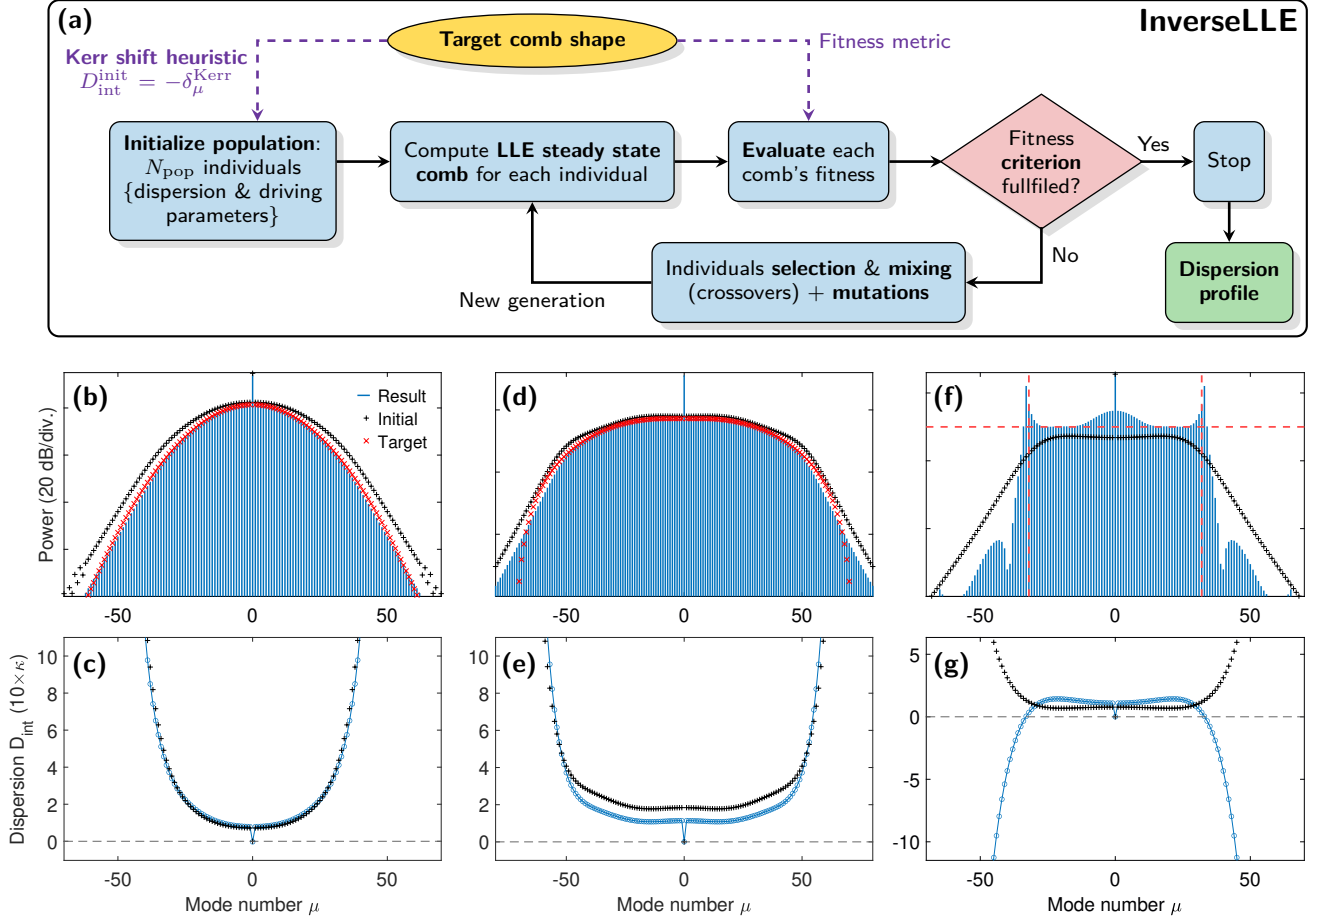 (a)
InverseLLE
Target comb shape
Kerr shift heuristic
D_int^init = −δ_μ^Kerr
Fitness metric
Initialize population:
N_pop individuals
{dispersion & driving
parameters}
Compute LLE steady state
comb for each individual
Evaluate each
comb's fitness
Fitness
criterion
fullfiled?
Yes
Stop
No
Individuals selection & mixing
(crossovers) + mutations
New generation
Dispersion
profile
(b)
Result
Initial
Target
Power (20 dB/div.)
-50 0 50
(d)
-50 0 50
(f)
-50 0 50
(c)
Dispersion D_int (10×κ)
10
8
6
4
2
0
-50 0 50
Mode number μ
(e)
10
8
6
4
2
0
-50 0 50
Mode number μ
(g)
5
0
-5
-10
-50 0 50
Mode number μ